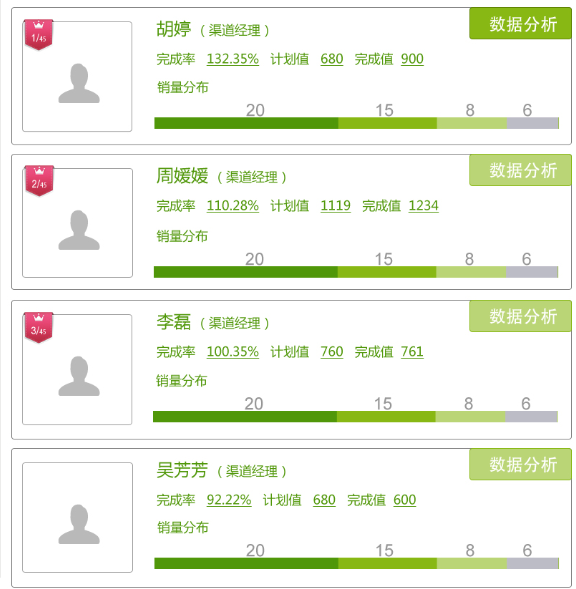 1/45
胡婷 ( 渠道经理 )
数据分析
完成率 132.35% 计划值 680 完成值 900
销量分布
20 15 8 6
2/45
周媛媛 ( 渠道经理 )
数据分析
完成率 110.28% 计划值 1119 完成值 1234
销量分布
20 15 8 6
3/45
李磊 ( 渠道经理 )
数据分析
完成率 100.35% 计划值 760 完成值 761
销量分布
20 15 8 6
吴芳芳 ( 渠道经理 )
数据分析
完成率 92.22% 计划值 680 完成值 600
销量分布
20 15 8 6